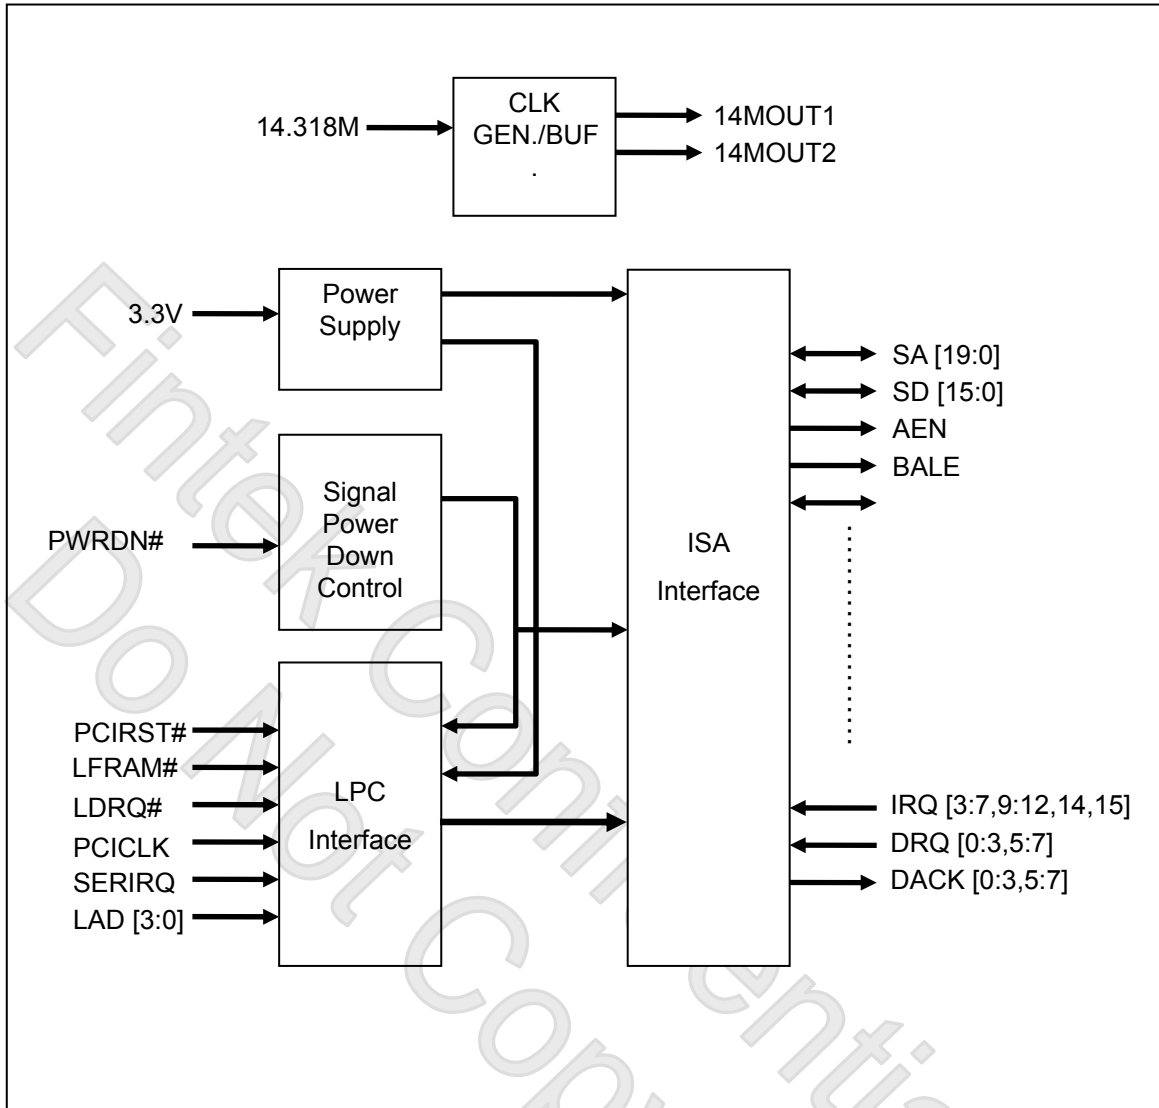 CLK
GEN./BUF
.
14.318M
14MOUT1
14MOUT2
Power
Supply
3.3V
Signal
Power
Down
Control
PWRDN#
LPC
Interface
PCIRST#
LFRAM#
LDRQ#
PCICLK
SERIRQ
LAD [3:0]
ISA
Interface
SA [19:0]
SD [15:0]
AEN
BALE
IRQ [3:7,9:12,14,15]
DRQ [0:3,5:7]
DACK [0:3,5:7]
Fintek Confidential
Do Not Copy